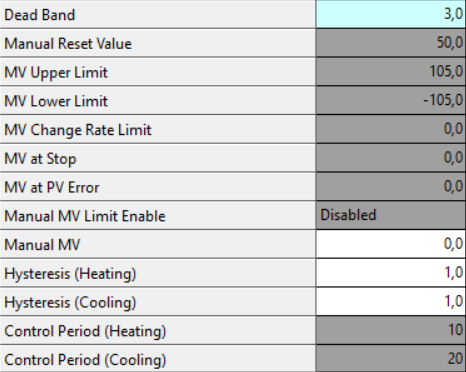 Dead Band 3,0
Manual Reset Value 50,0
MV Upper Limit 105,0
MV Lower Limit -105,0
MV Change Rate Limit 0,0
MV at Stop 0,0
MV at PV Error 0,0
Manual MV Limit Enable Disabled
Manual MV 0,0
Hysteresis (Heating) 1,0
Hysteresis (Cooling) 1,0
Control Period (Heating) 10
Control Period (Cooling) 20